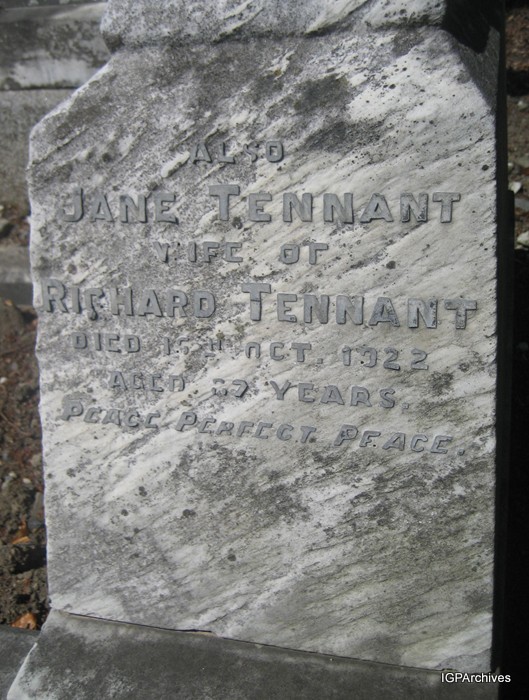 ALSO
JANE TENNANT
WIFE OF
RICHARD TENNANT
DIED OCT. 1922
AGED YEARS.
PEACE PERFECT PEACE.
IGPArchives